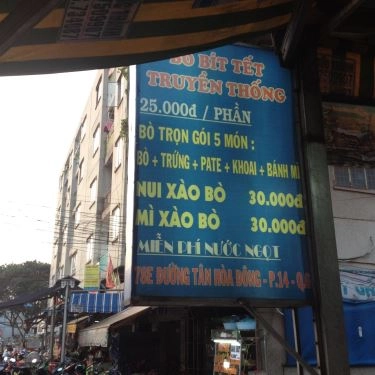 BÒ BÍT TẾT
TRUYỀN THỐNG
25.000đ / PHẦN
BÒ TRỌN GÓI 5 MÓN :
BÒ + TRỨNG + PATE + KHOAI + BÁNH MÌ
NUI XÀO BÒ 30.000đ
MÌ XÀO BÒ 30.000đ
MIỄN PHÍ NƯỚC NGỌT
ĐƯỜNG TÂN HÒA ĐÔNG - P.14 -